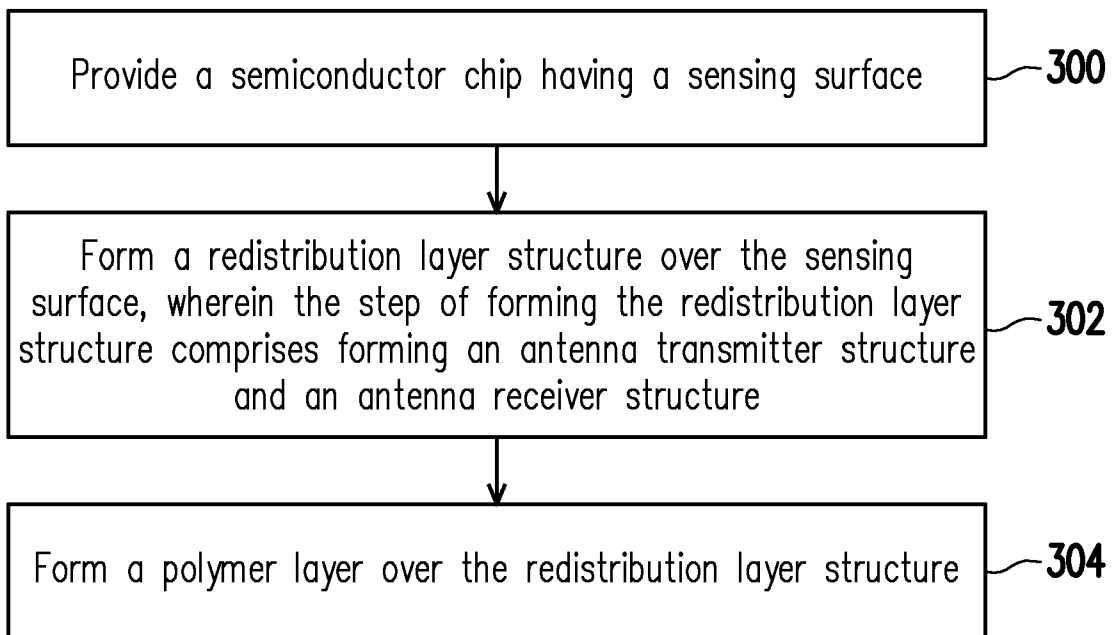 Provide a semiconductor chip having a sensing surface
300
Form a redistribution layer structure over the sensing
surface, wherein the step of forming the redistribution layer
structure comprises forming an antenna transmitter structure
and an antenna receiver structure
302
Form a polymer layer over the redistribution layer structure
304